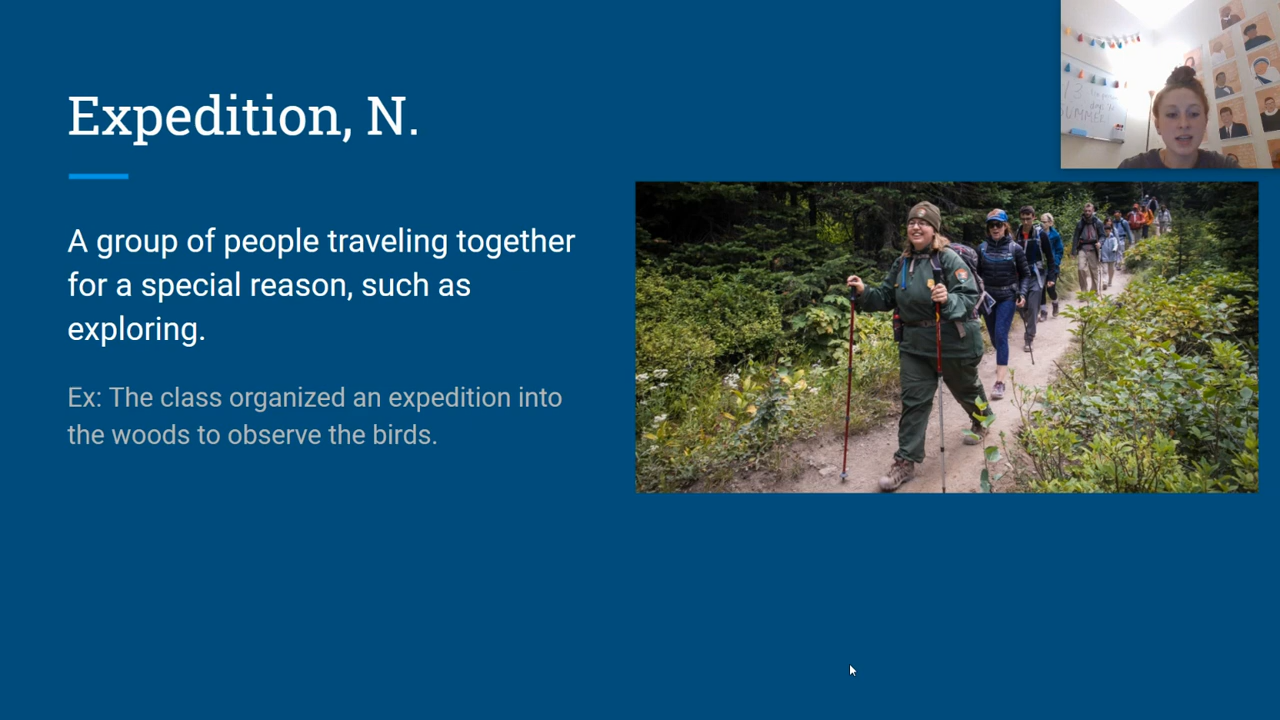 Expedition, N.
A group of people traveling together
for a special reason, such as
exploring.
Ex: The class organized an expedition into
the woods to observe the birds.
SUMMER